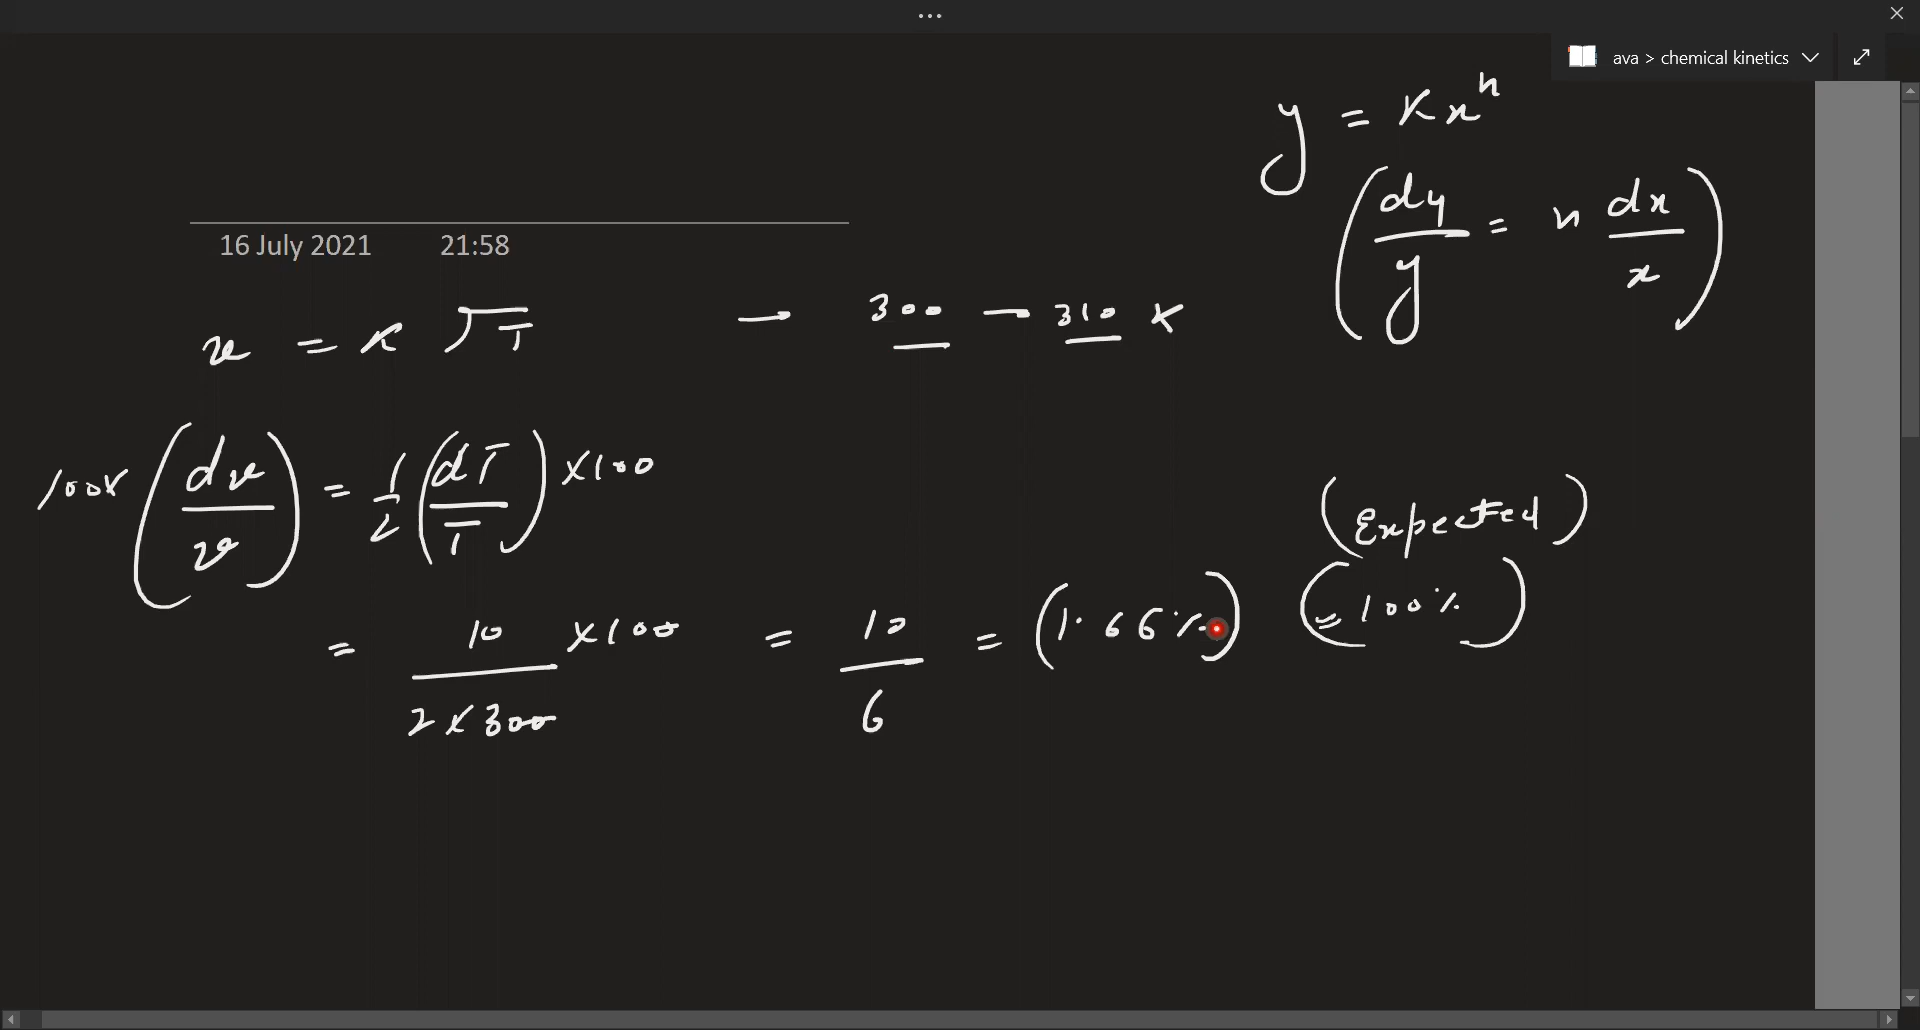 ava > chemical kinetics
y = K x^n
(dy/y = n dx/x)
16 July 2021 21:58
v = K √T → 300 — 310 K
100 x (dv/v) = 1/2 (dT/T) x 100
(Expected)
= 10/(2 x 300) x 100 = 10/6 = (1.66%) (= 100%)